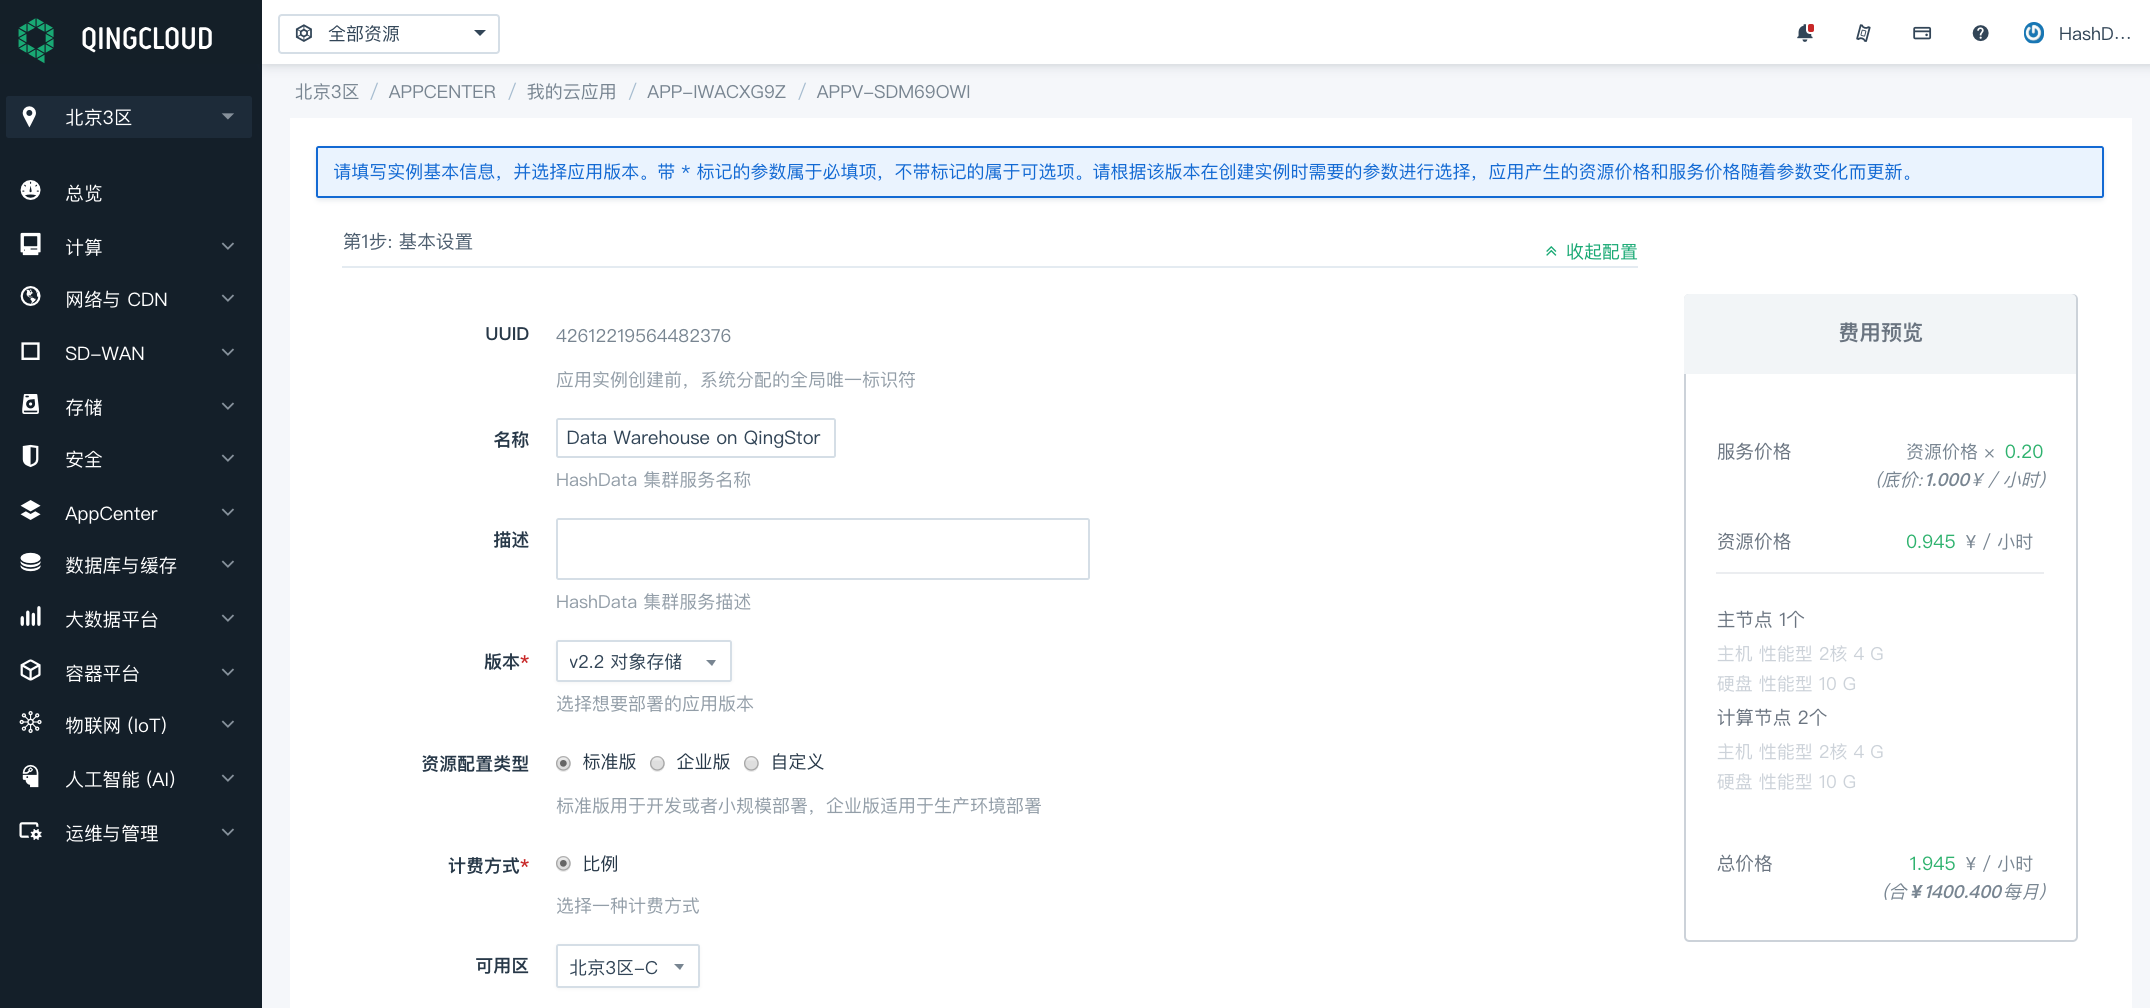 QINGCLOUD
全部资源
HashD...
北京3区
总览
计算
网络与 CDN
SD-WAN
存储
安全
AppCenter
数据库与缓存
大数据平台
容器平台
物联网 (IoT)
人工智能 (AI)
运维与管理
北京3区 / APPCENTER / 我的云应用 / APP-IWACXG9Z / APPV-SDM69OWI
请填写实例基本信息，并选择应用版本。带 * 标记的参数属于必填项，不带标记的属于可选项。请根据该版本在创建实例时需要的参数进行选择，应用产生的资源价格和服务价格随着参数变化而更新。
第1步: 基本设置
收起配置
UUID 42612219564482376
应用实例创建前，系统分配的全局唯一标识符
名称 Data Warehouse on QingStor
HashData 集群服务名称
描述
HashData 集群服务描述
版本* v2.2 对象存储
选择想要部署的应用版本
资源配置类型 标准版 企业版 自定义
标准版用于开发或者小规模部署，企业版适用于生产环境部署
计费方式* 比例
选择一种计费方式
可用区 北京3区-C
费用预览
服务价格 资源价格 × 0.20
(底价:1.000¥ / 小时)
资源价格 0.945 ¥ / 小时
主节点 1个
主机 性能型 2核 4 G
硬盘 性能型 10 G
计算节点 2个
主机 性能型 2核 4 G
硬盘 性能型 10 G
总价格 1.945 ¥ / 小时
(合 ¥1400.400每月)